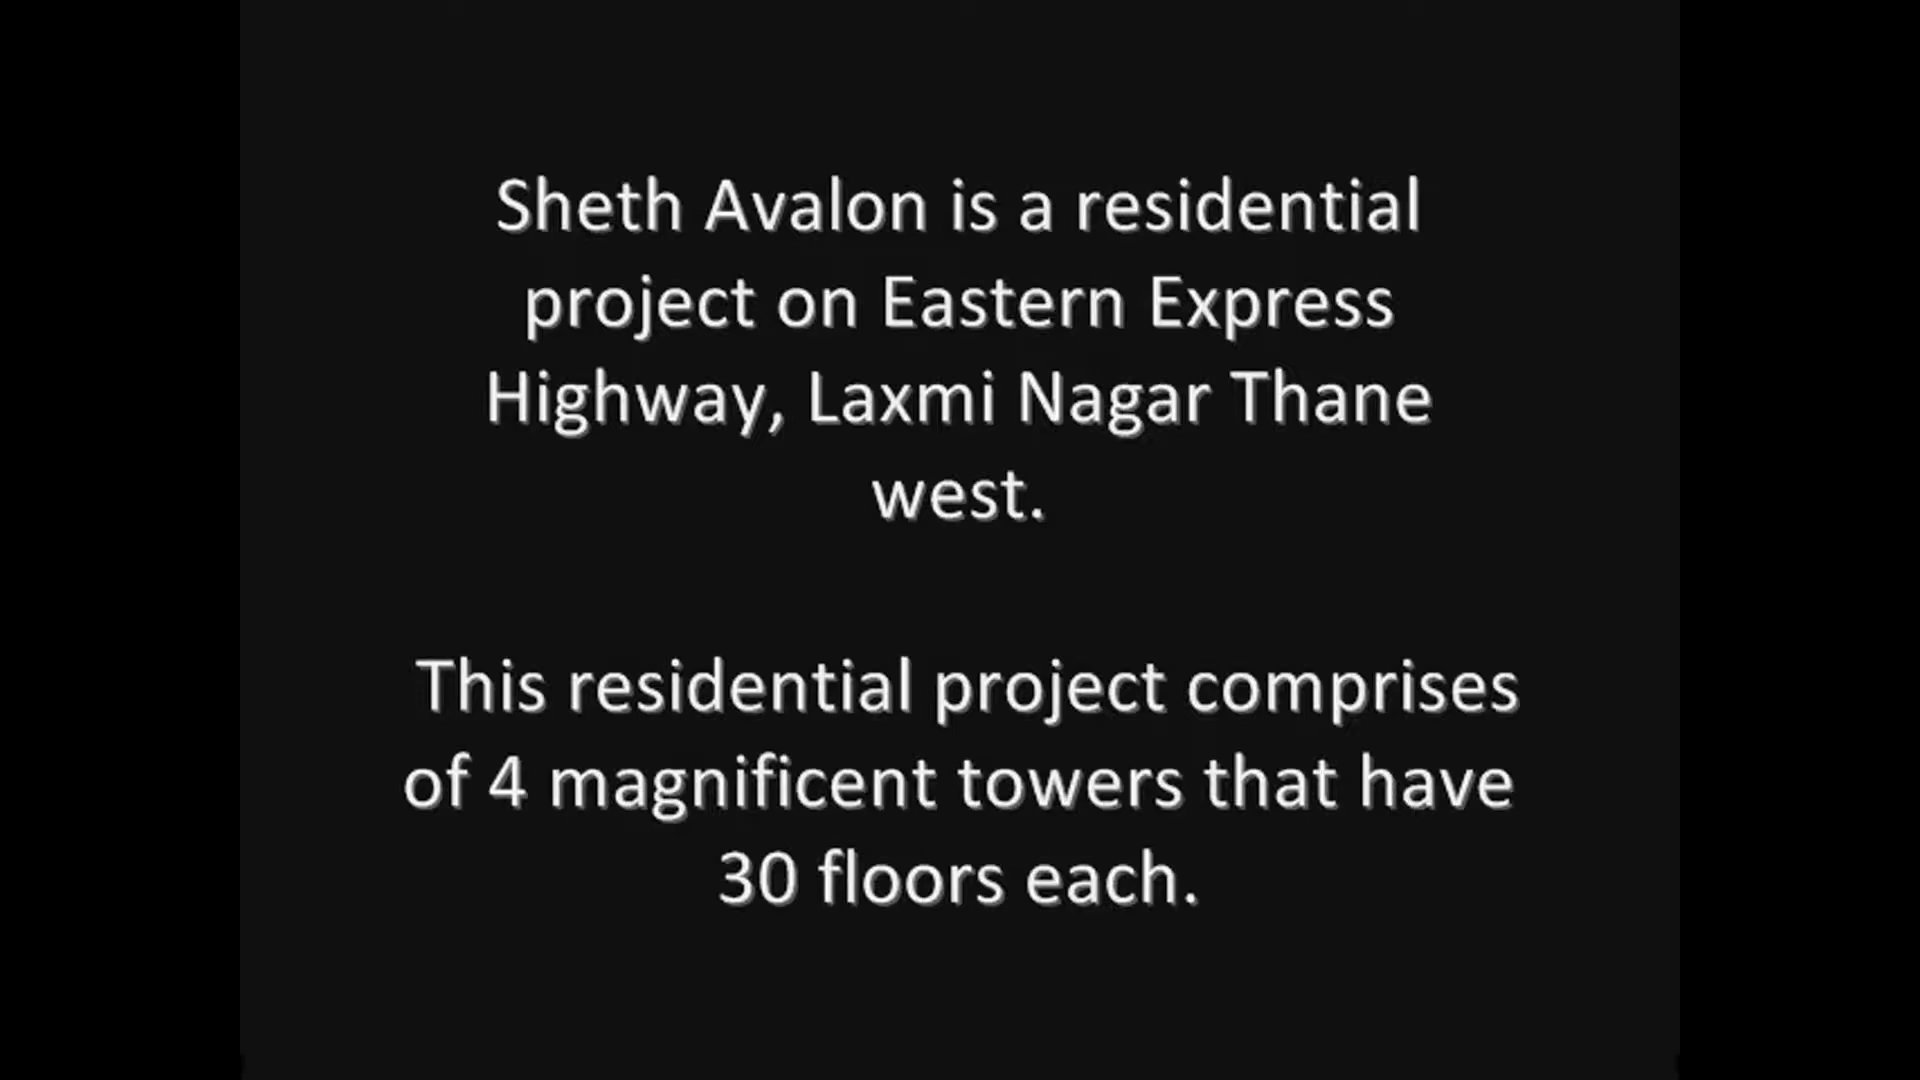 Sheth Avalon is a residential
project on Eastern Express
Highway, Laxmi Nagar Thane
west.
This residential project comprises
of 4 magnificent towers that have
30 floors each.